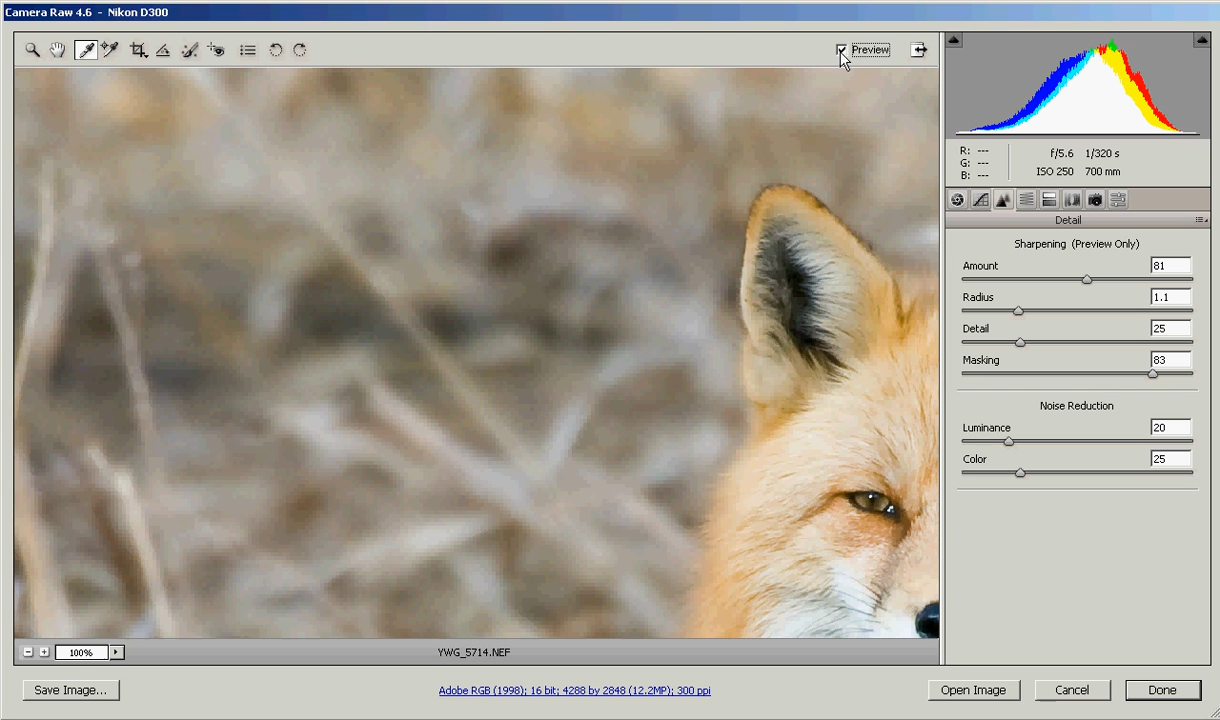 Camera Raw 4.6 - Nikon D300
Preview
R: ---
G: ---
B: ---
f/5.6 1/320 s
ISO 250 700 mm
Detail
Sharpening (Preview Only)
Amount 81
Radius 1.1
Detail 25
Masking 83
Noise Reduction
Luminance 20
Color 25
100%
YWG_5714.NEF
Save Image...
Adobe RGB (1998); 16 bit; 4288 by 2848 (12.2MP); 300 ppi
Open Image
Cancel
Done